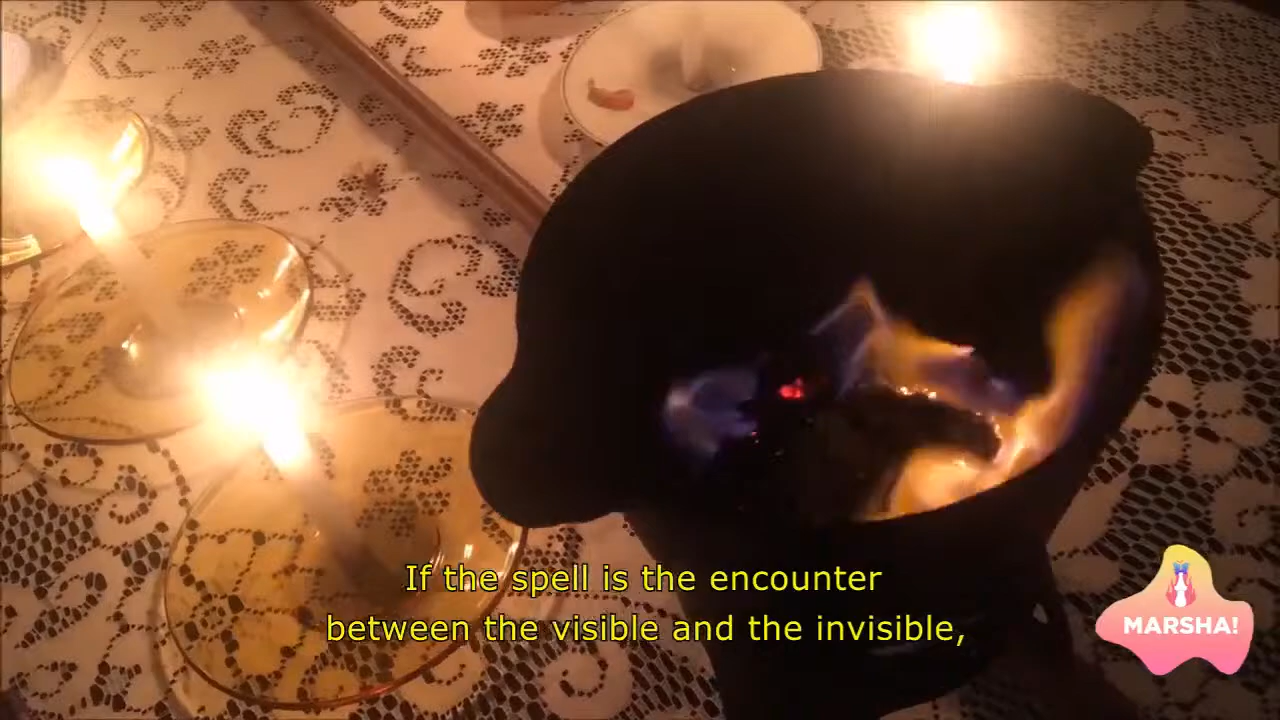 If the spell is the encounter
between the visible and the invisible,
MARSHA!